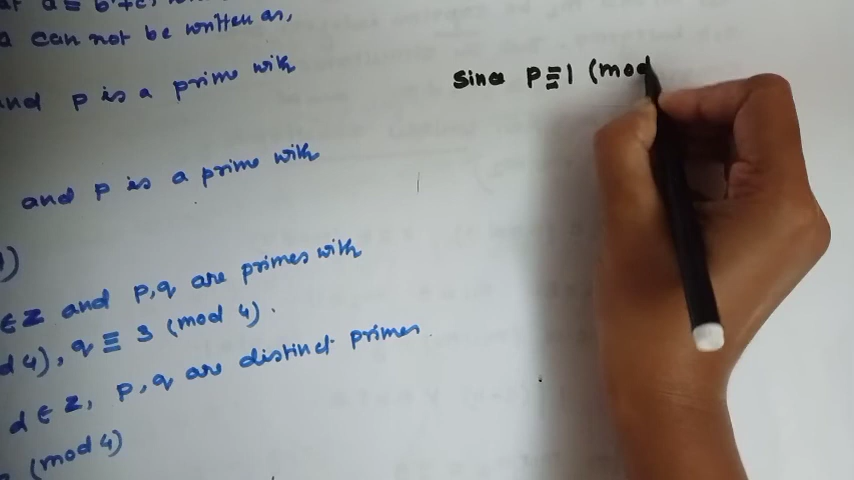 a = b + c,
a can not be written as,
and p is a prime with
and p is a prime with
)
∈ Z and p,q are primes with
d 4), q ≡ 3 (mod 4).
d ∈ Z, p,q are distinct primes
(mod 4)
Since p ≡ 1 (mod